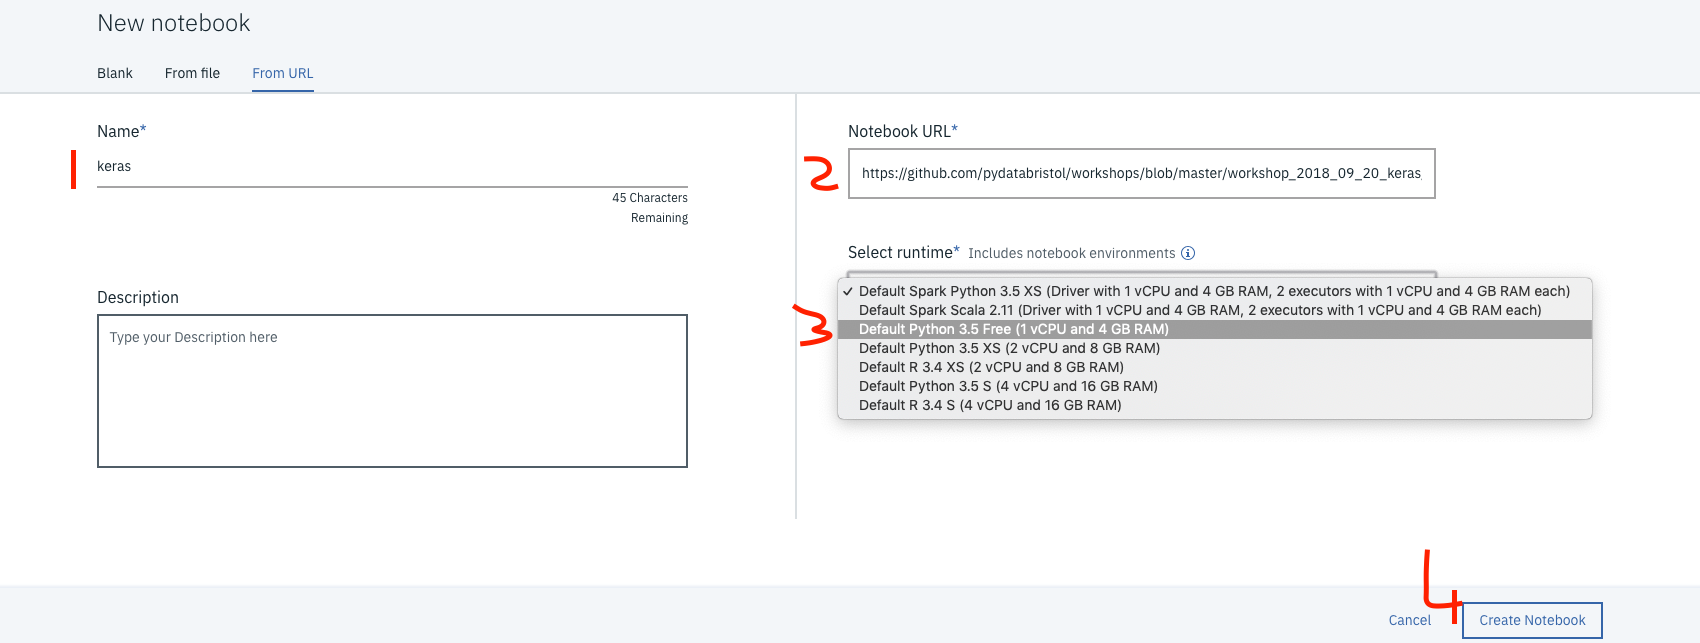 New notebook
Blank From file From URL
Name*
1 keras
45 Characters
Remaining
Description
Type your Description here
Notebook URL*
2 https://github.com/pydatabristol/workshops/blob/master/workshop_2018_09_20_keras
Select runtime* Includes notebook environments
✓ Default Spark Python 3.5 XS (Driver with 1 vCPU and 4 GB RAM, 2 executors with 1 vCPU and 4 GB RAM each)
Default Spark Scala 2.11 (Driver with 1 vCPU and 4 GB RAM, 2 executors with 1 vCPU and 4 GB RAM each)
3 Default Python 3.5 Free (1 vCPU and 4 GB RAM)
Default Python 3.5 XS (2 vCPU and 8 GB RAM)
Default R 3.4 XS (2 vCPU and 8 GB RAM)
Default Python 3.5 S (4 vCPU and 16 GB RAM)
Default R 3.4 S (4 vCPU and 16 GB RAM)
4
Cancel Create Notebook